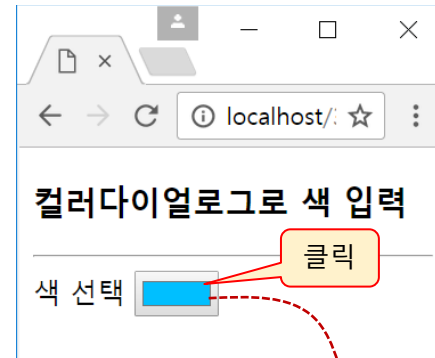 localhost/
컬러다이얼로그로 색 입력
클릭
색 선택